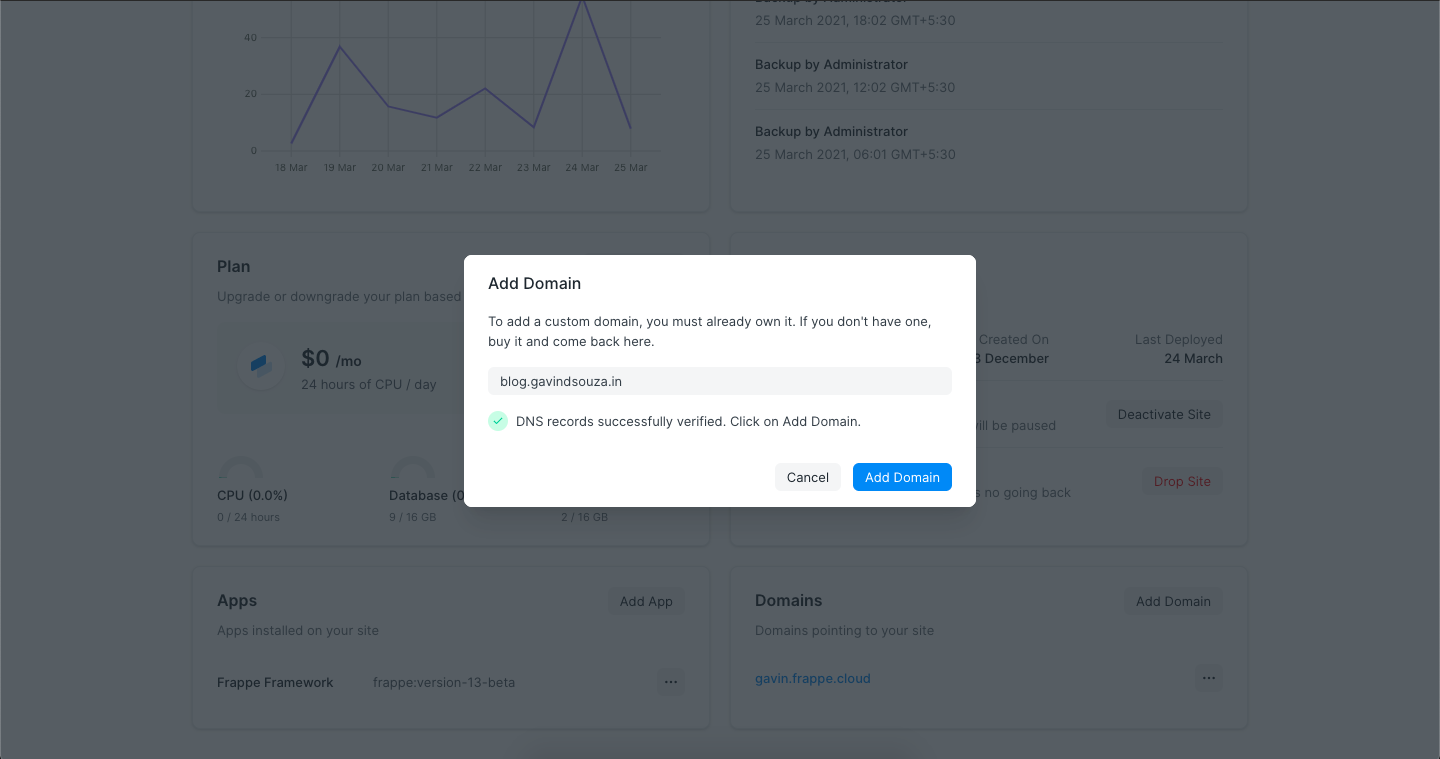 Backup by Administrator
25 March 2021, 18:02 GMT+5:30
40
Backup by Administrator
20
25 March 2021, 12:02 GMT+5:30
Backup by Administrator
0
25 March 2021, 06:01 GMT+5:30
18 Mar 19 Mar 20 Mar 21 Mar 22 Mar 23 Mar 24 Mar 25 Mar
Plan
Upgrade or downgrade your plan based
$0 /mo
24 hours of CPU / day
CPU (0.0%)
0 / 24 hours
Database (0
9 / 16 GB
2 / 16 GB
Add Domain
To add a custom domain, you must already own it. If you don't have one,
buy it and come back here.
blog.gavindsouza.in
DNS records successfully verified. Click on Add Domain.
Cancel
Add Domain
Created On
December
Last Deployed
24 March
will be paused
Deactivate Site
no going back
Drop Site
Apps
Add App
Apps installed on your site
Frappe Framework frappe:version-13-beta
...
Domains
Add Domain
Domains pointing to your site
gavin.frappe.cloud
...